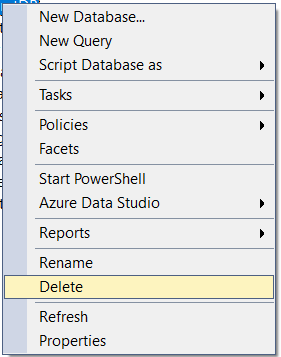 New Database...
New Query
Script Database as
Tasks
Policies
Facets
Start PowerShell
Azure Data Studio
Reports
Rename
Delete
Refresh
Properties